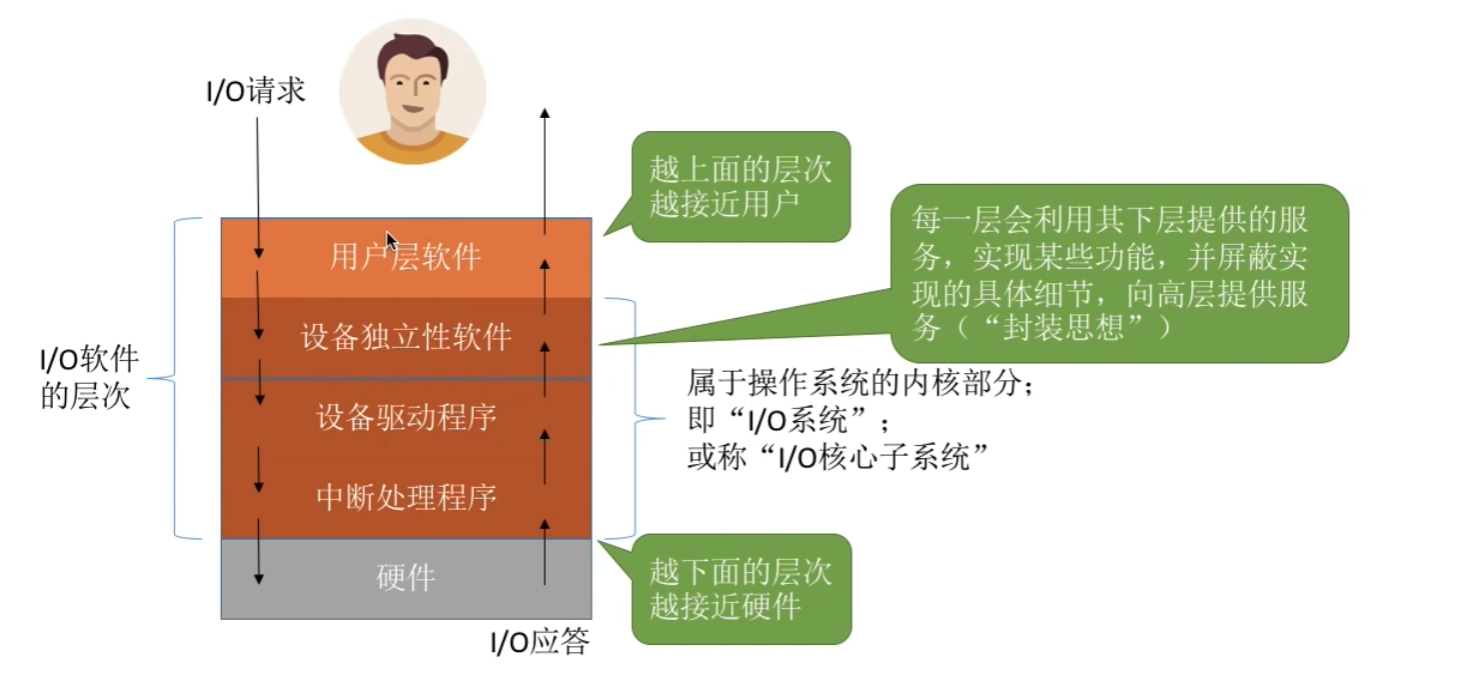 I/O请求
越上面的层次
越接近用户
每一层会利用其下层提供的服
务，实现某些功能，并屏蔽实
现的具体细节，向高层提供服
务（“封装思想”）
用户层软件
设备独立性软件
I/O软件
的层次
设备驱动程序
属于操作系统的内核部分；
即“I/O系统”；
或称“I/O核心子系统”
中断处理程序
硬件
越下面的层次
越接近硬件
I/O应答